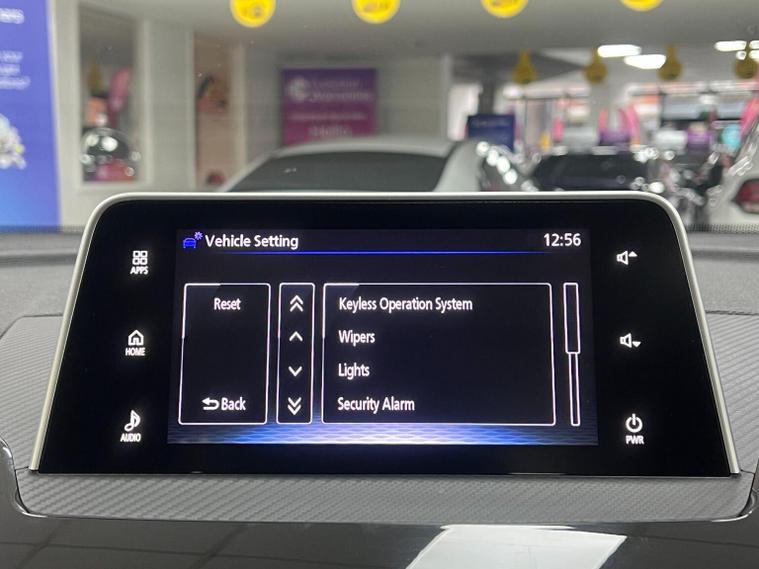 Vehicle Setting
12:56
APPS
HOME
AUDIO
Reset
Back
Keyless Operation System
Wipers
Lights
Security Alarm
PWR